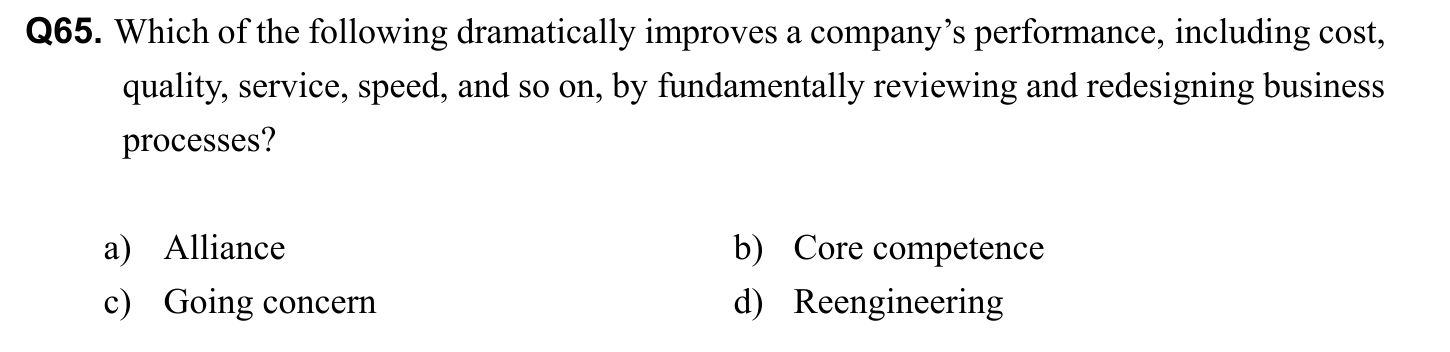 Q65. Which of the following dramatically improves a company’s performance, including cost,
quality, service, speed, and so on, by fundamentally reviewing and redesigning business
processes?
a) Alliance b) Core competence
c) Going concern d) Reengineering